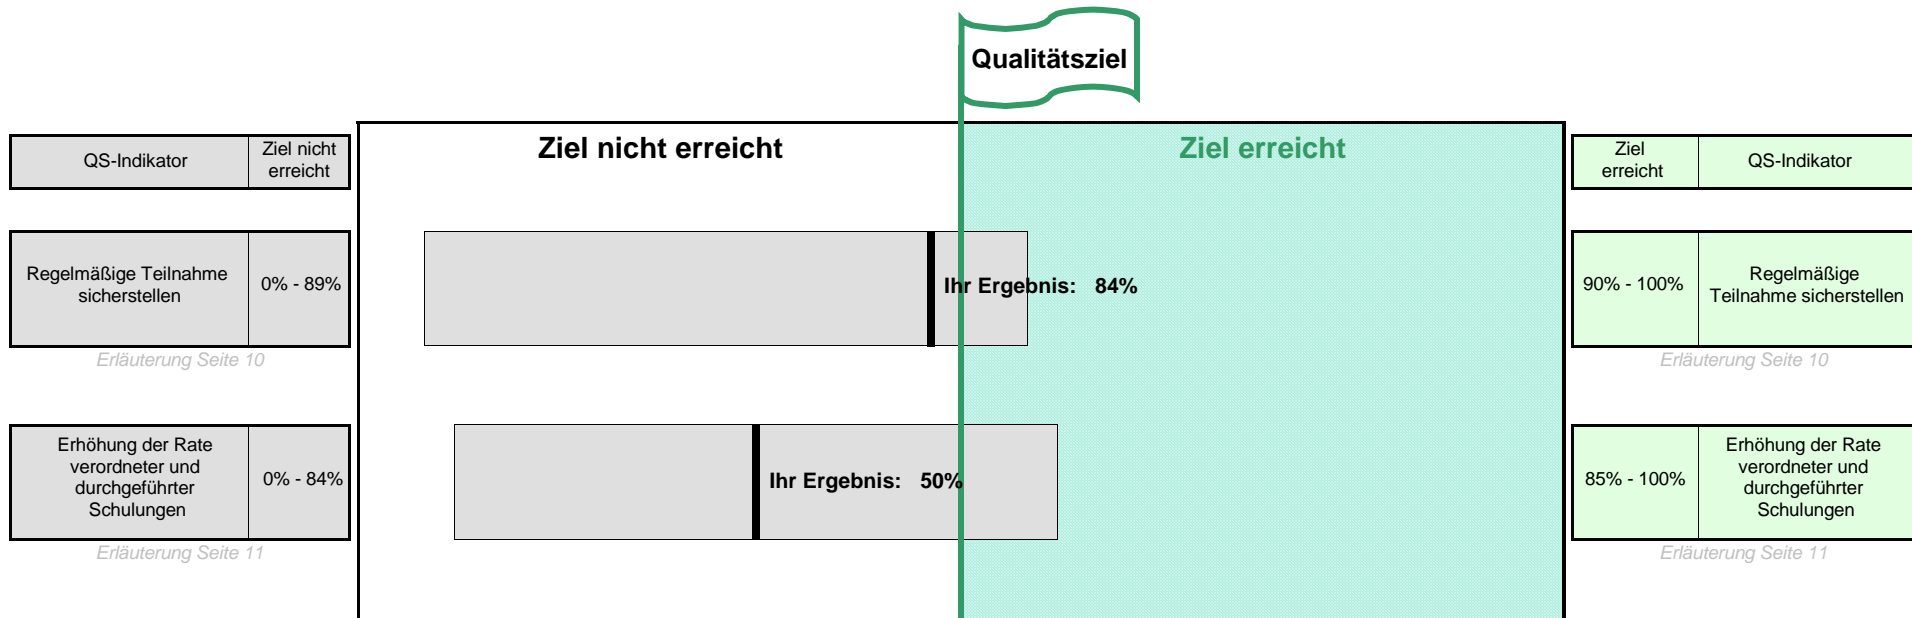 Qualitätsziel
Ziel nicht erreicht
Ziel erreicht
QS-Indikator
Ziel nicht
erreicht
Ziel
erreicht
QS-Indikator
Regelmäßige Teilnahme
sicherstellen
0% - 89%
Ihr Ergebnis: 84%
90% - 100%
Regelmäßige
Teilnahme sicherstellen
Erläuterung Seite 10
Erläuterung Seite 10
Erhöhung der Rate
verordneter und
durchgeführter
Schulungen
0% - 84%
Ihr Ergebnis: 50%
85% - 100%
Erhöhung der Rate
verordneter und
durchgeführter
Schulungen
Erläuterung Seite 11
Erläuterung Seite 11